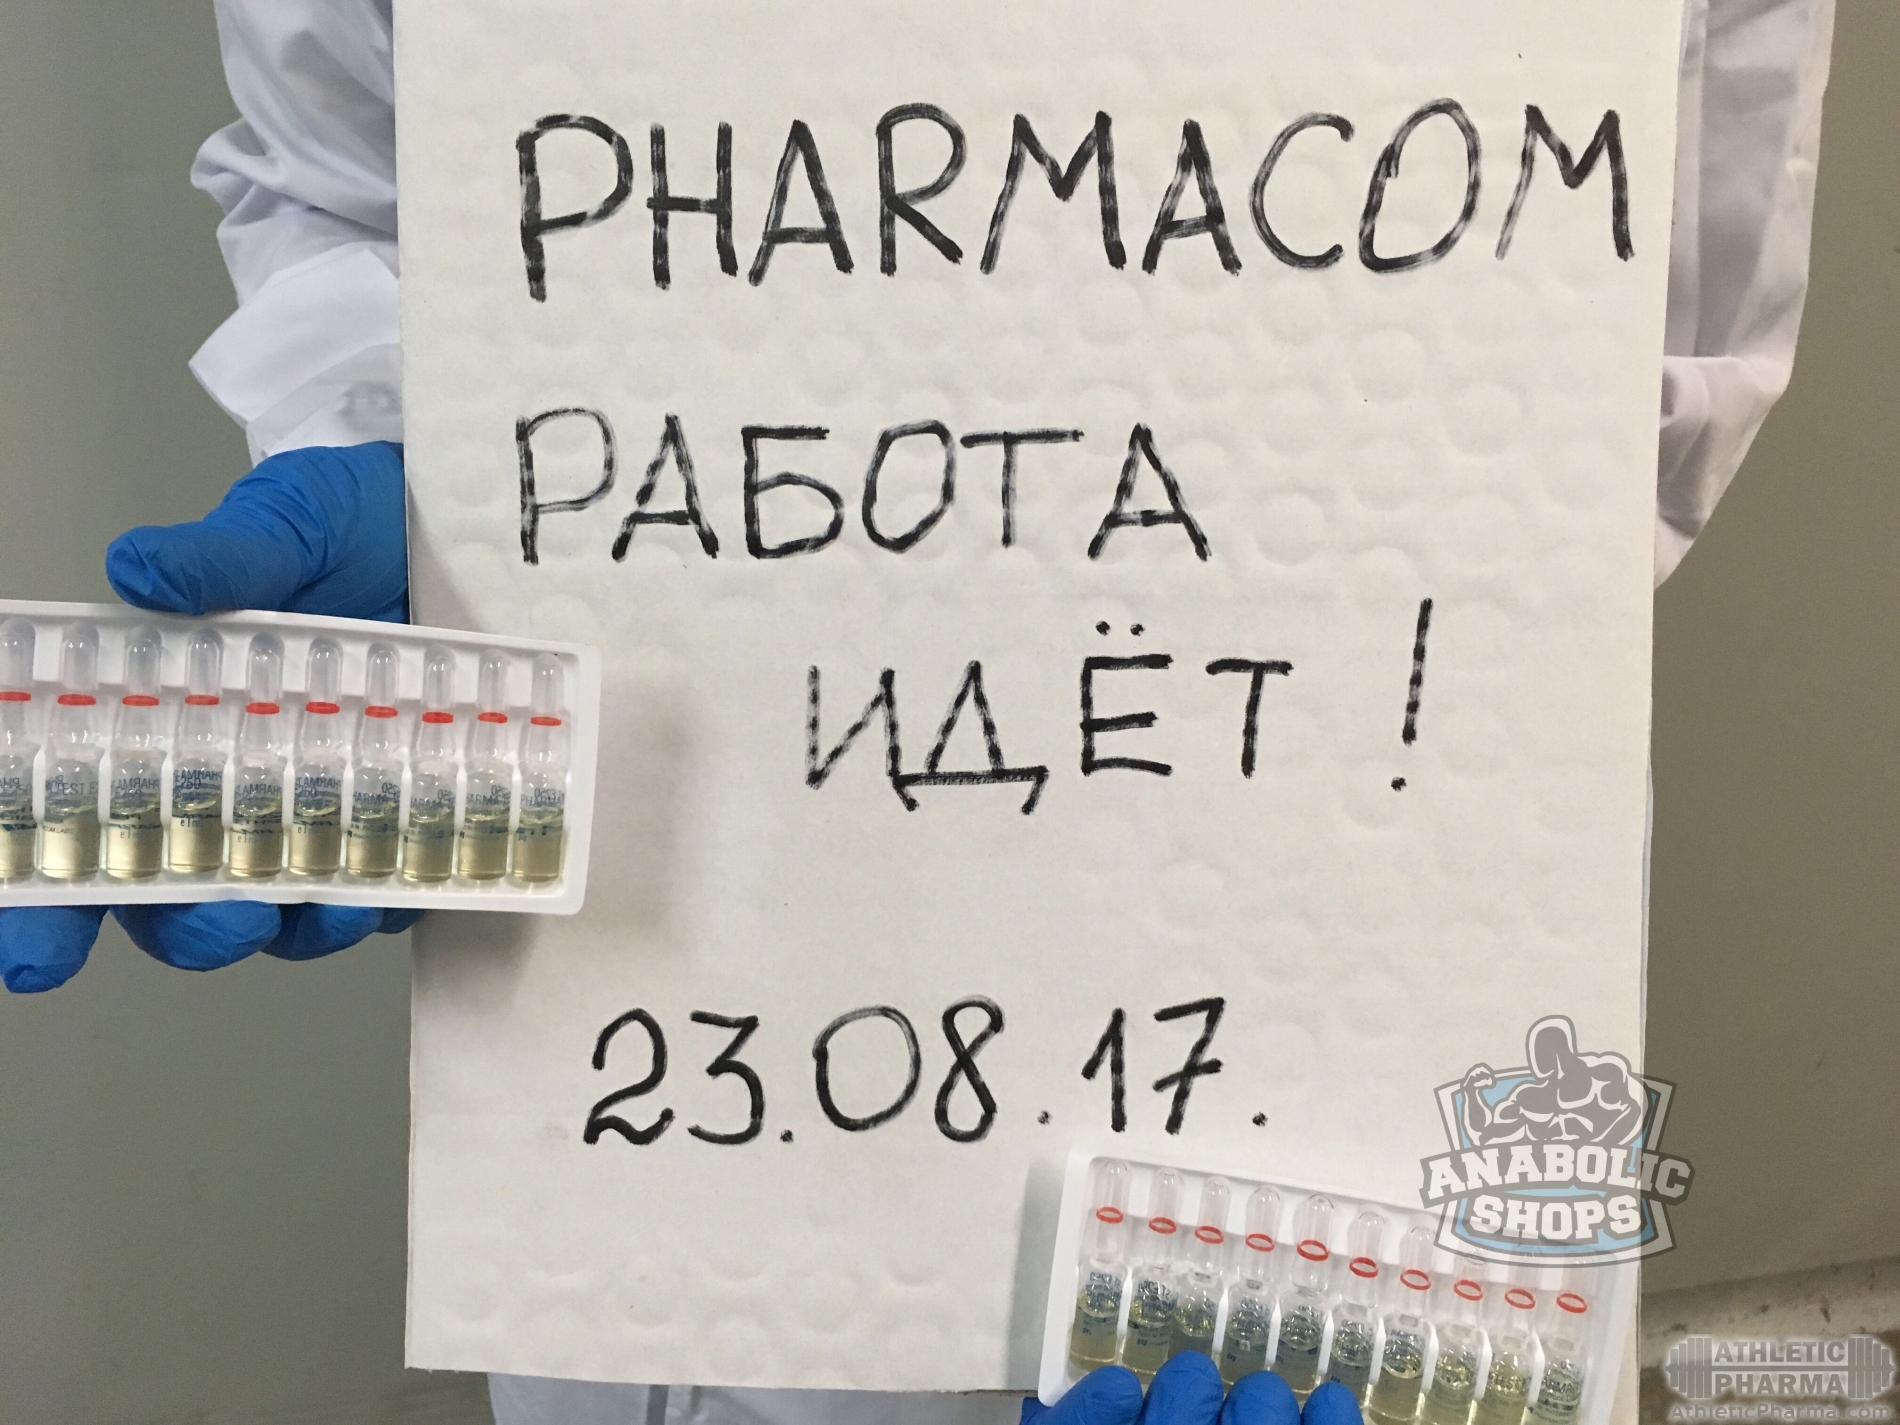 PHARMACOM
РАБОТА
ИДЁТ !
23.08.17.
ANABOLIC
SHOPS
ATHLETIC
PHARMA
AthleticPharma.com